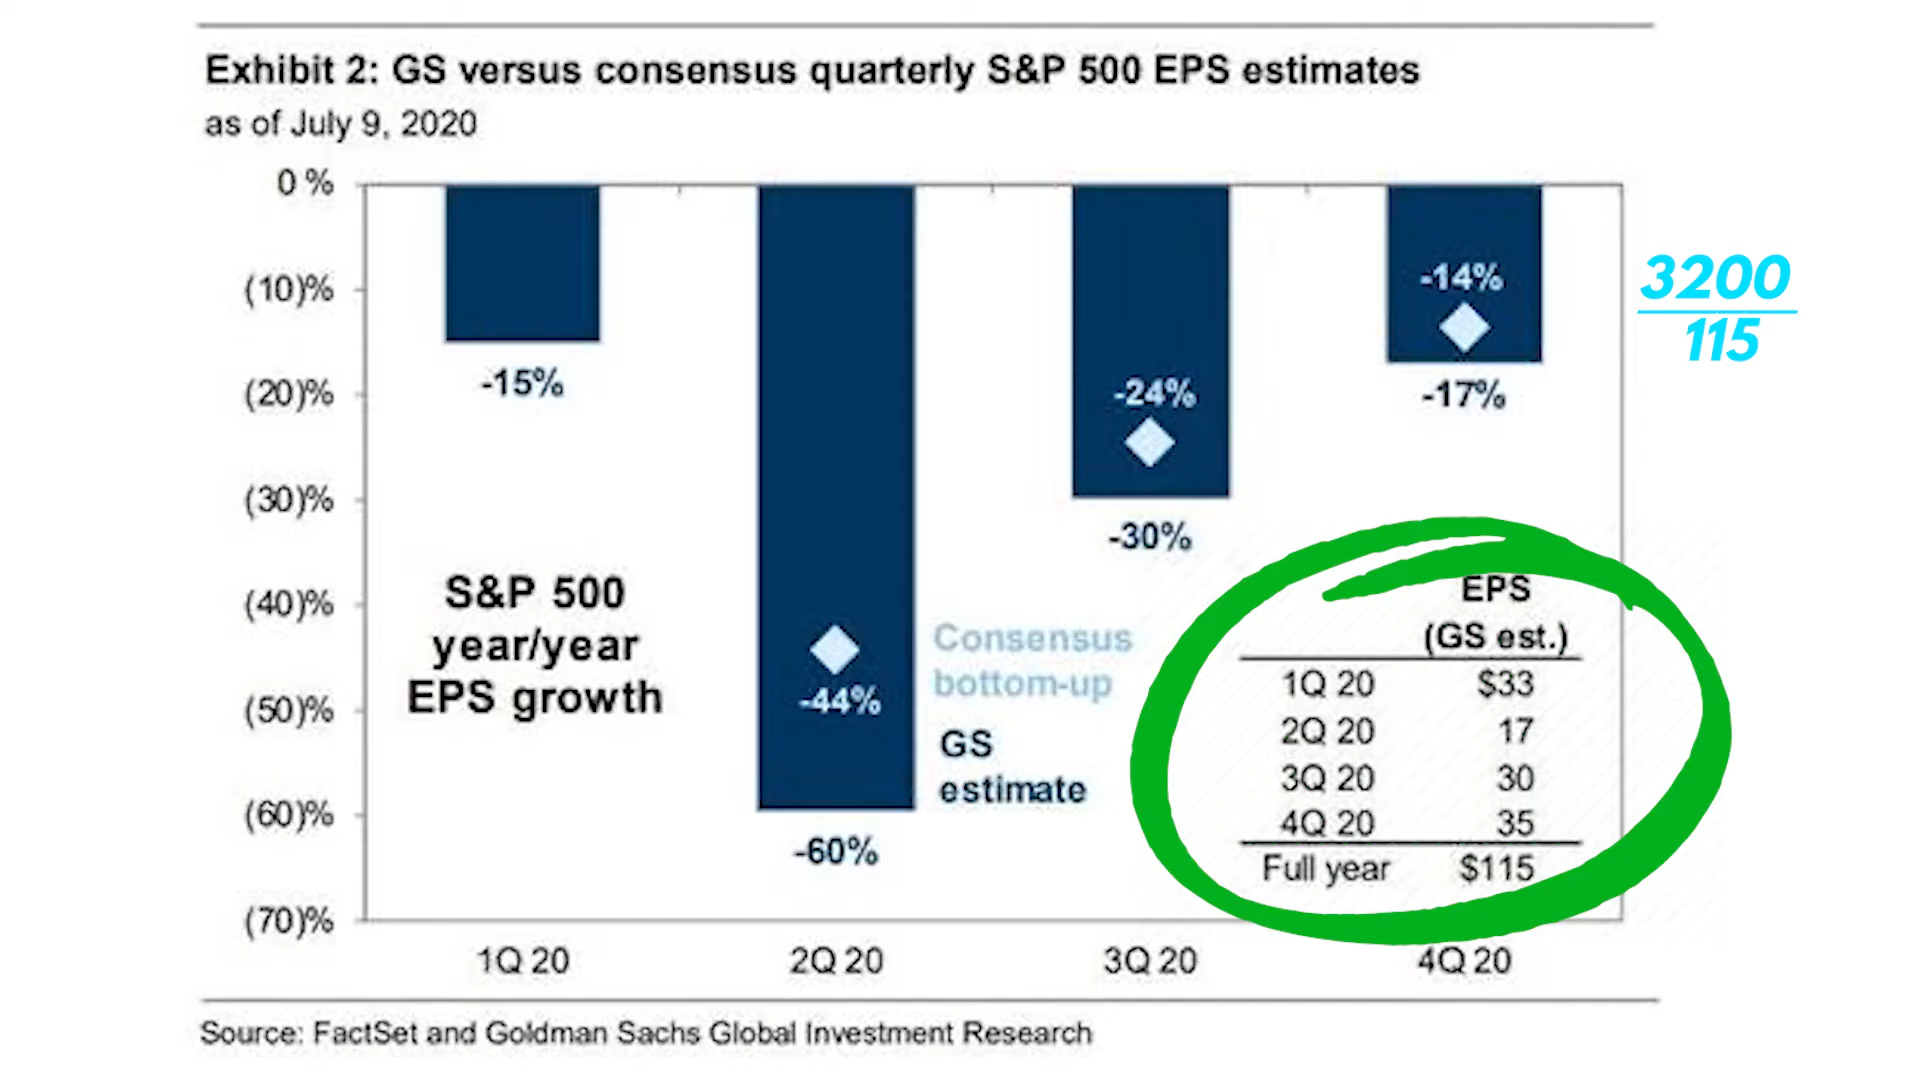 Exhibit 2: GS versus consensus quarterly S&P 500 EPS estimates
as of July 9, 2020
0 %
(10)%
(20)%
(30)%
(40)%
(50)%
(60)%
(70)%
-15%
-44%
-60%
-24%
-30%
-14%
-17%
3200
115
S&P 500
year/year
EPS growth
Consensus
bottom-up
GS
estimate
EPS
(GS est.)
1Q 20 $33
2Q 20 17
3Q 20 30
4Q 20 35
Full year $115
1Q 20 2Q 20 3Q 20 4Q 20
Source: FactSet and Goldman Sachs Global Investment Research